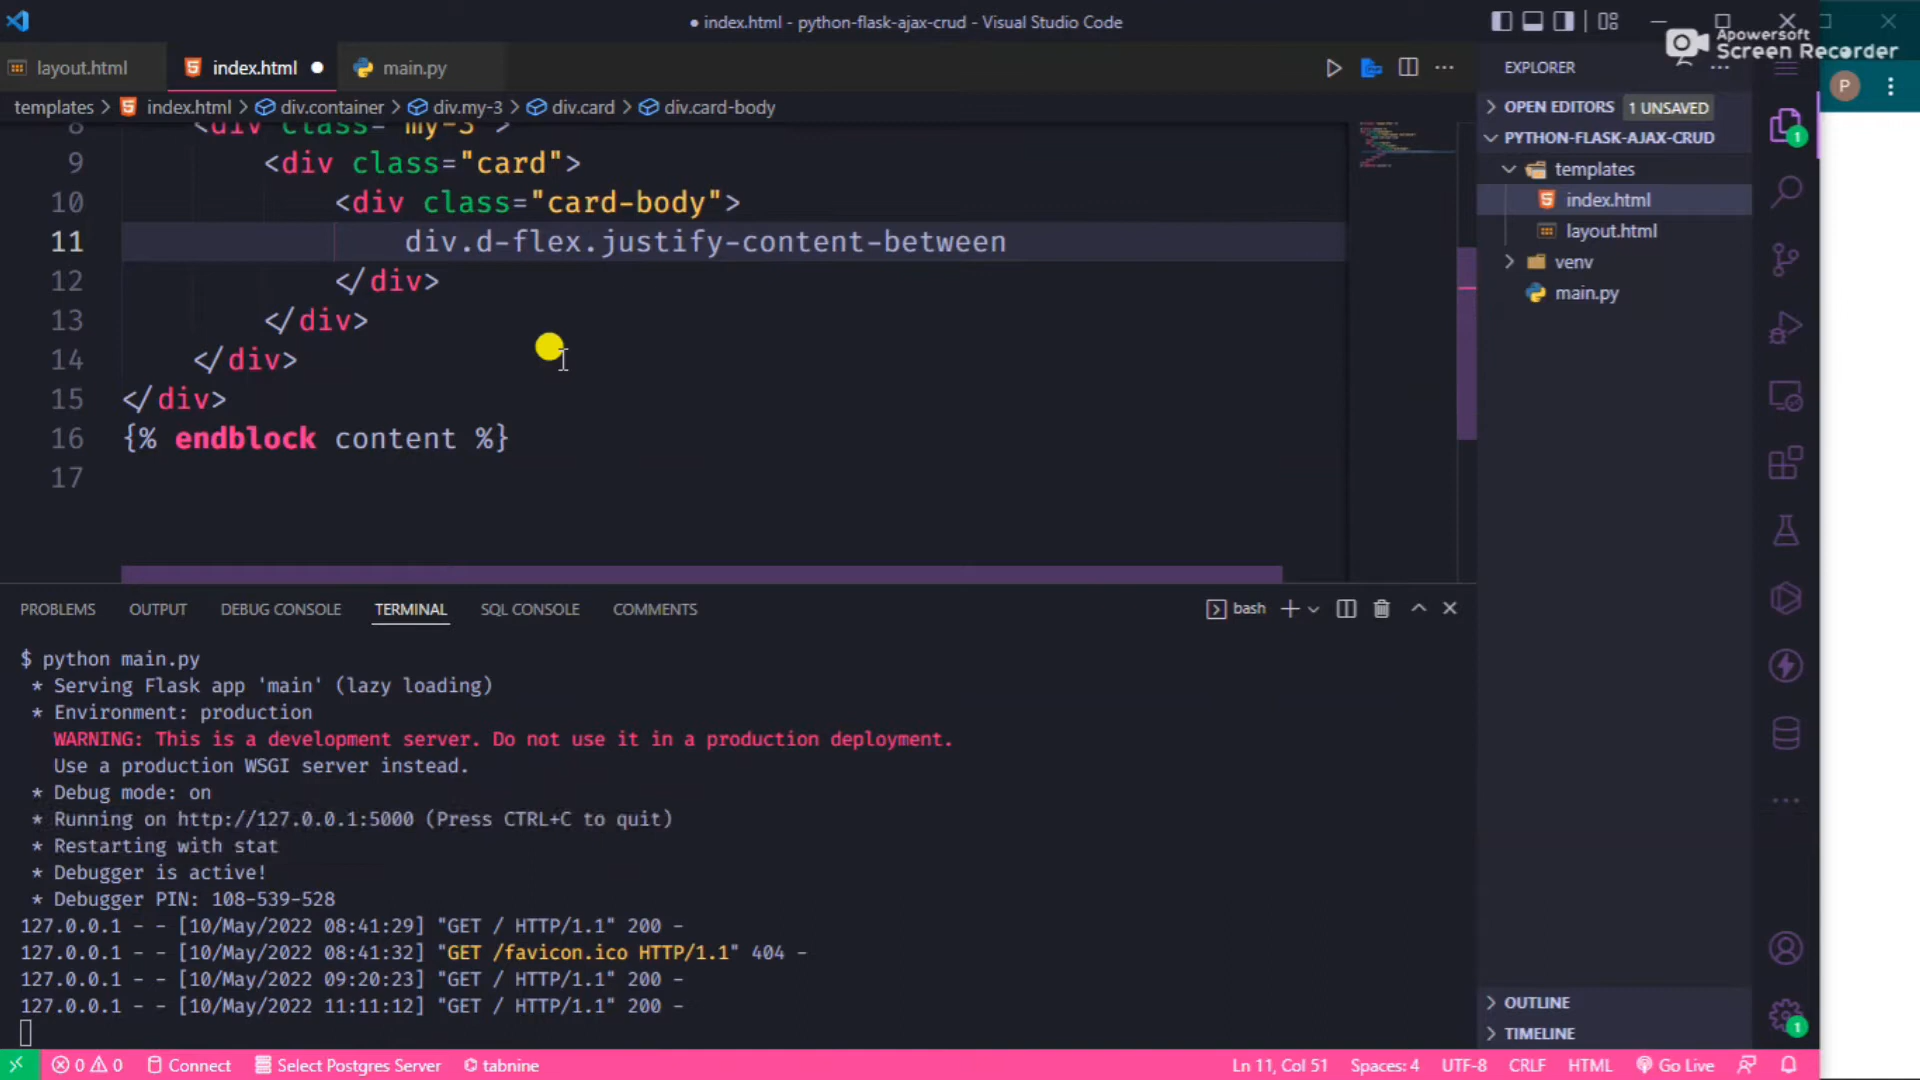 index.html - python-flask-ajax-crud - Visual Studio Code
Apowersoft
Screen Recorder
layout.html
index.html
main.py
EXPLORER
templates > index.html > div.container > div.my-3 > div.card > div.card-body
OPEN EDITORS 1 UNSAVED
PYTHON-FLASK-AJAX-CRUD
templates
index.html
layout.html
venv
main.py
8 <div class="my-3">
9 <div class="card">
10 <div class="card-body">
11 div.d-flex.justify-content-between
12 </div>
13 </div>
14 </div>
15 </div>
16 {% endblock content %}
17
PROBLEMS OUTPUT DEBUG CONSOLE TERMINAL SQL CONSOLE COMMENTS
bash
$ python main.py
* Serving Flask app 'main' (lazy loading)
* Environment: production
WARNING: This is a development server. Do not use it in a production deployment.
Use a production WSGI server instead.
* Debug mode: on
* Running on http://127.0.0.1:5000 (Press CTRL+C to quit)
* Restarting with stat
* Debugger is active!
* Debugger PIN: 108-539-528
127.0.0.1 - - [10/May/2022 08:41:29] "GET / HTTP/1.1" 200 -
127.0.0.1 - - [10/May/2022 08:41:32] "GET /favicon.ico HTTP/1.1" 404 -
127.0.0.1 - - [10/May/2022 09:20:23] "GET / HTTP/1.1" 200 -
127.0.0.1 - - [10/May/2022 11:11:12] "GET / HTTP/1.1" 200 -
OUTLINE
TIMELINE
P
1
1
0 0 Connect Select Postgres Server tabnine
Ln 11, Col 51 Spaces: 4 UTF-8 CRLF HTML Go Live